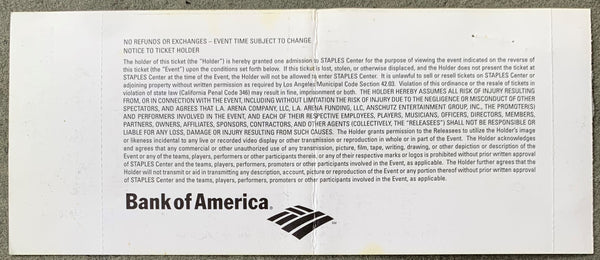 NO REFUNDS OR EXCHANGES – EVENT TIME SUBJECT TO CHANGE
NOTICE TO TICKET HOLDER
The holder of this ticket (the "Holder") is hereby granted one admission to STAPLES Center for the purpose of viewing the event indicated on the reverse of
this ticket (the "Event") upon the conditions set forth below. If this ticket is lost, stolen, or otherwise displaced, and the Holder does not present the ticket at
STAPLES Center at the time of the Event, the Holder will not be allowed to enter STAPLES Center. It is unlawful to sell or resell tickets on STAPLES Center or
adjoining property without written permission as required by Los Angeles Municipal Code Section 42.03. Violation of this ordinance or the resale of tickets in
violation of state law (California Penal Code 346) may result in fine, imprisonment or both. THE HOLDER HEREBY ASSUMES ALL RISK OF INJURY RESULTING
FROM, OR IN CONNECTION WITH THE EVENT, INCLUDING WITHOUT LIMITATION THE RISK OF INJURY DUE TO THE NEGLIGENCE OR MISCONDUCT OF OTHER
SPECTATORS, AND AGREES THAT L.A. ARENA COMPANY, LLC, L.A. ARENA FUNDING, LLC, ANSCHUTZ ENTERTAINMENT GROUP, INC., THE PROMOTER(S)
AND PERFORMERS INVOLVED IN THE EVENT, AND EACH OF THEIR RESPECTIVE EMPLOYEES, PLAYERS, MUSICIANS, OFFICERS, DIRECTORS, MEMBERS,
PARTNERS, OWNERS, AFFILIATES, SPONSORS, CONTRACTORS, AND OTHER AGENTS (COLLECTIVELY, THE "RELEASEES") SHALL NOT BE RESPONSIBLE OR
LIABLE FOR ANY LOSS, DAMAGE OR INJURY RESULTING FROM SUCH CAUSES. The Holder grants permission to the Releasees to utilize the Holder's image
or likeness incidental to any live or recorded video display or other transmission or reproduction in whole or in part of the Event. The Holder acknowledges
and agrees that any commercial or other unauthorized use of any transmission, picture, film, tape, writing, drawing, or other depiction or description of the
Event or any of the teams, players, performers or other participants therein, or any of their respective marks or logos is prohibited without prior written approval
of STAPLES Center and the teams, players, performers, promoters or other participants involved in the Event, as applicable. The Holder further agrees that the
Holder will not transmit or aid in transmitting any description, account, picture or reproduction of the Event or any portion thereof without prior written approval
of STAPLES Center and the teams, players, performers, promoters or other participants involved in the Event, as applicable.
Bank of America